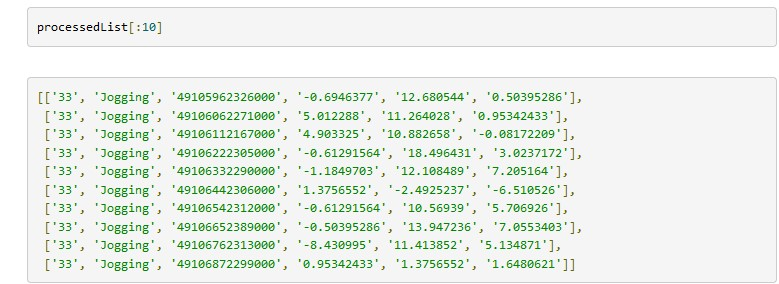 processedList[:10]
[['33', 'Jogging', '49105962326000', '-0.6946377', '12.680544', '0.50395286'],
['33', 'Jogging', '49106062271000', '5.012288', '11.264028', '0.95342433'],
['33', 'Jogging', '49106112167000', '4.903325', '10.882658', '-0.08172209'],
['33', 'Jogging', '49106222305000', '-0.61291564', '18.496431', '3.0237172'],
['33', 'Jogging', '49106332290000', '-1.1849703', '12.108489', '7.205164'],
['33', 'Jogging', '49106442306000', '1.3756552', '-2.4925237', '-6.510526'],
['33', 'Jogging', '49106542312000', '-0.61291564', '10.56939', '5.706926'],
['33', 'Jogging', '49106652389000', '-0.50395286', '13.947236', '7.0553403'],
['33', 'Jogging', '49106762313000', '-8.430995', '11.413852', '5.134871'],
['33', 'Jogging', '49106872299000', '0.95342433', '1.3756552', '1.6480621']]